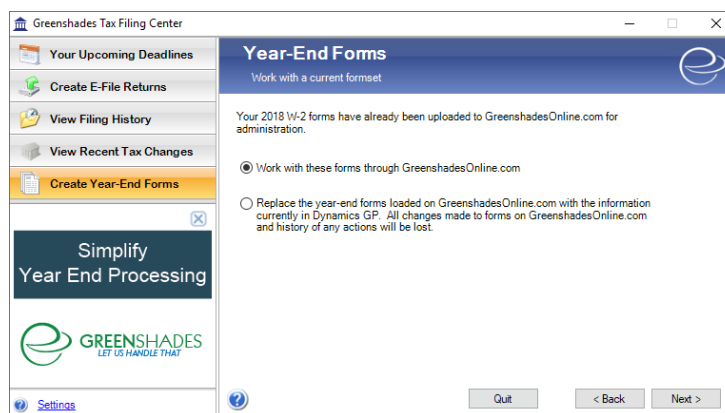 Greenshades Tax Filing Center
Your Upcoming Deadlines
Create E-File Returns
View Filing History
View Recent Tax Changes
Create Year-End Forms
Simplify
Year End Processing
GREENSHADES
LET US HANDLE THAT
Settings
Year-End Forms
Work with a current formset
Your 2018 W-2 forms have already been uploaded to GreenshadesOnline.com for
administration.
Work with these forms through GreenshadesOnline.com
Replace the year-end forms loaded on GreenshadesOnline.com with the information
currently in Dynamics GP. All changes made to forms on GreenshadesOnline.com
and history of any actions will be lost.
Quit
< Back
Next >